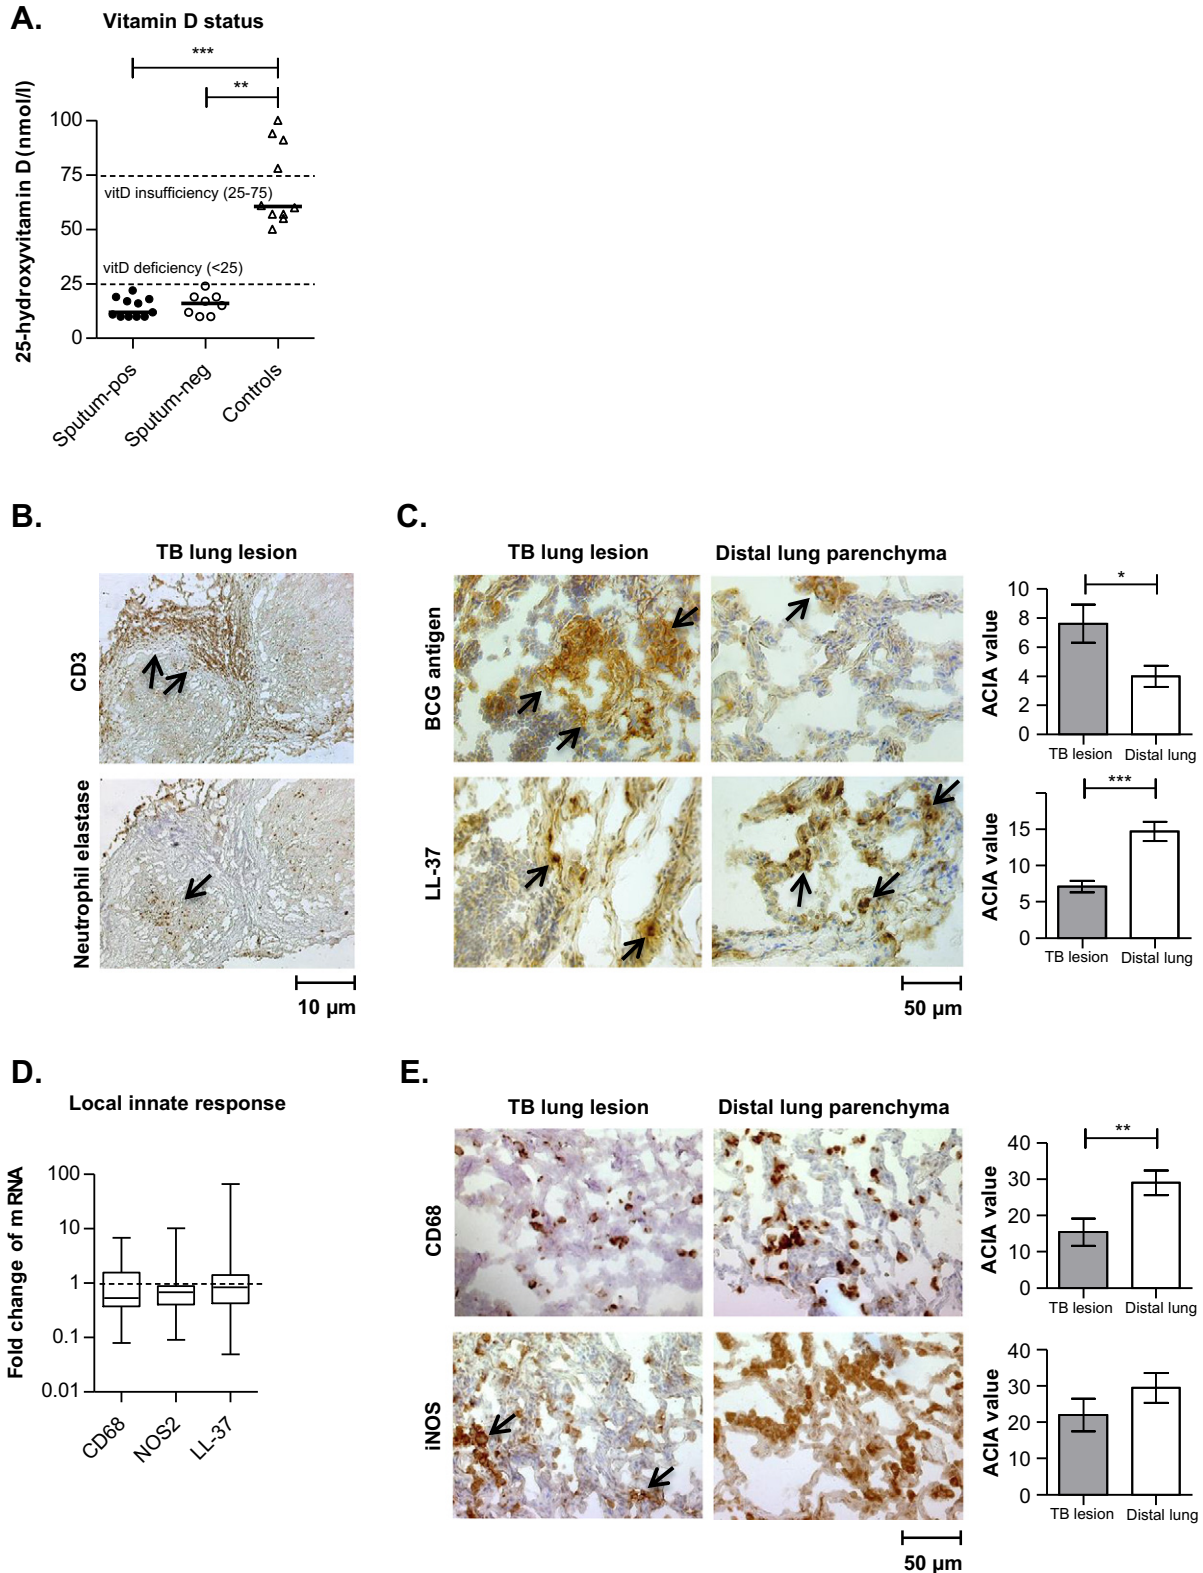 A.
Vitamin D status
***
**
25-hydroxyvitamin D (nmol/l)
100
75
vitD insufficiency (25-75)
50
vitD deficiency (<25)
25
0
Sputum-pos
Sputum-neg
Controls
B.
TB lung lesion
CD3
Neutrophil elastase
10 µm
C.
TB lung lesion
Distal lung parenchyma
BCG antigen
LL-37
50 µm
*
ACIA value
10
8
6
4
2
0
TB lesion
Distal lung
***
ACIA value
15
10
5
0
TB lesion
Distal lung
D.
Local innate response
Fold change of mRNA
100
10
1
0.1
0.01
CD68
NOS2
LL-37
E.
TB lung lesion
Distal lung parenchyma
CD68
iNOS
50 µm
**
ACIA value
40
30
20
10
0
TB lesion
Distal lung
ACIA value
40
30
20
10
0
TB lesion
Distal lung